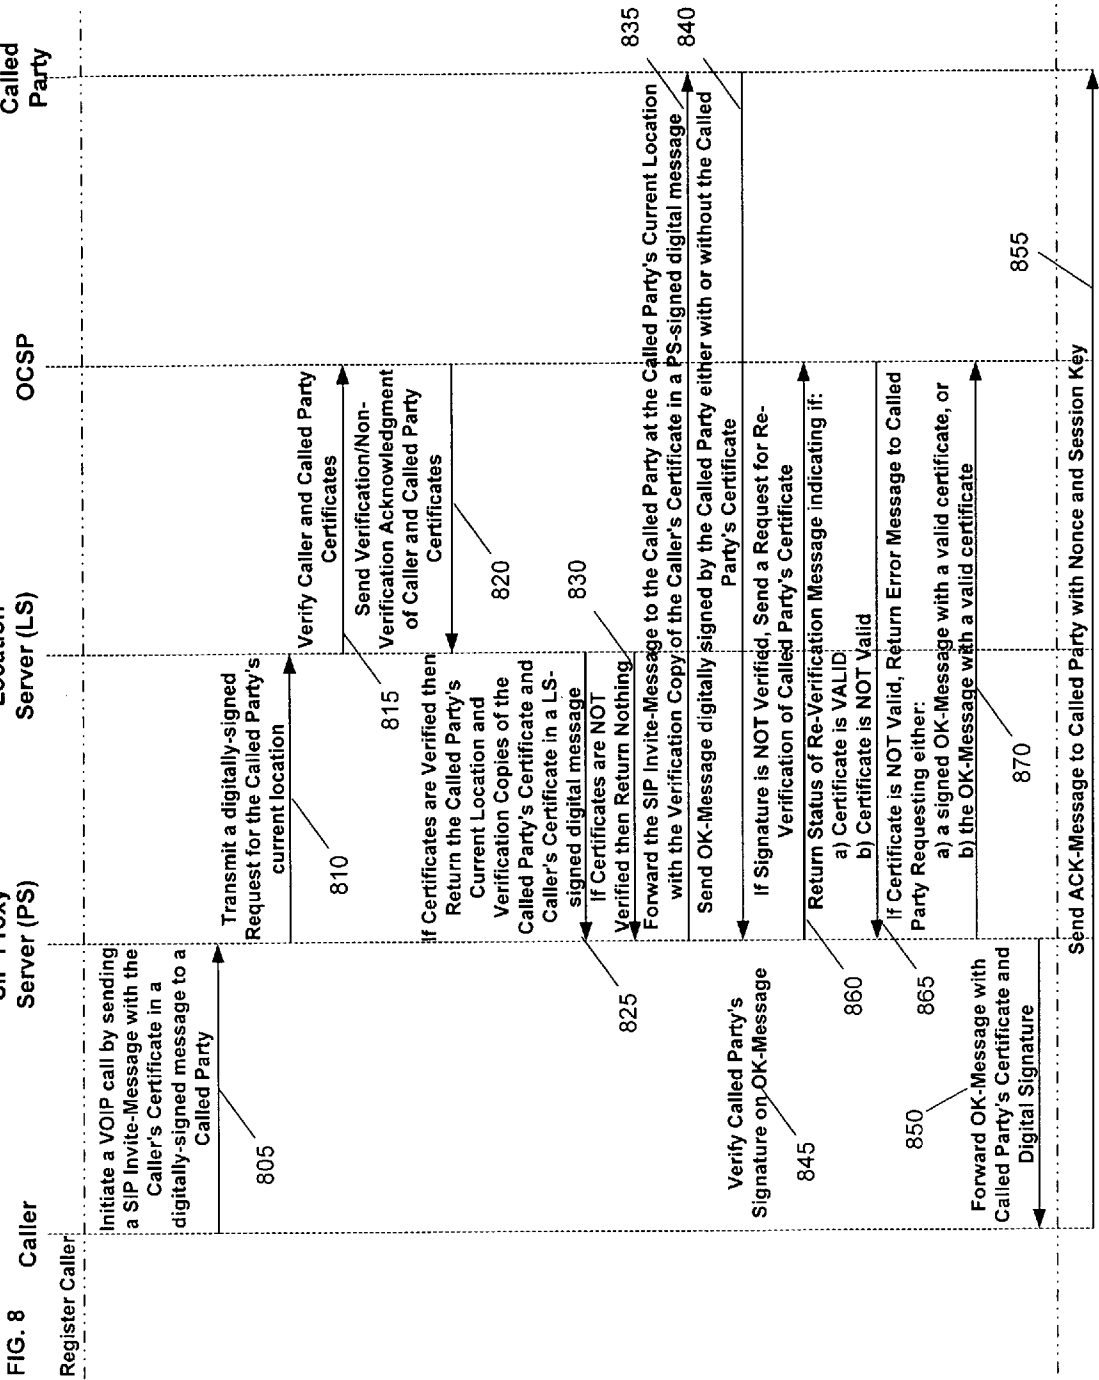 FIG. 8
Caller
SIP Proxy
Server (PS)
Location
Server (LS)
OCSP
Called
Party
Register Caller
Initiate a VOIP call by sending
a SIP Invite-Message with the
Caller's Certificate in a
digitally-signed message to a
Called Party
805
Transmit a digitally-signed
Request for the Called Party's
current location
810
Verify Caller and Called Party
Certificates
815
Send Verification/Non-
Verification Acknowledgment
of Caller and Called Party
Certificates
820
If Certificates are Verified then
Return the Called Party's
Current Location and
Verification Copies of the
Called Party's Certificate and
Caller's Certificate in a LS-
signed digital message
825
If Certificates are NOT
Verified then Return Nothing
830
Forward the SIP Invite-Message to the Called Party at the Called Party's Current Location
with the Verification Copy of the Caller's Certificate in a PS-signed digital message
835
Send OK-Message digitally signed by the Called Party either with or without the Called
Party's Certificate
840
Verify Called Party's
Signature on OK-Message
845
If Signature is NOT Verified, Send a Request for Re-
Verification of Called Party's Certificate
860
Return Status of Re-Verification Message indicating if:
a) Certificate is VALID
b) Certificate is NOT Valid
865
If Certificate is NOT Valid, Return Error Message to Called
Party Requesting either:
a) a signed OK-Message with a valid certificate, or
b) the OK-Message with a valid certificate
870
Forward OK-Message with
Called Party's Certificate and
Digital Signature
850
Send ACK-Message to Called Party with Nonce and Session Key
855